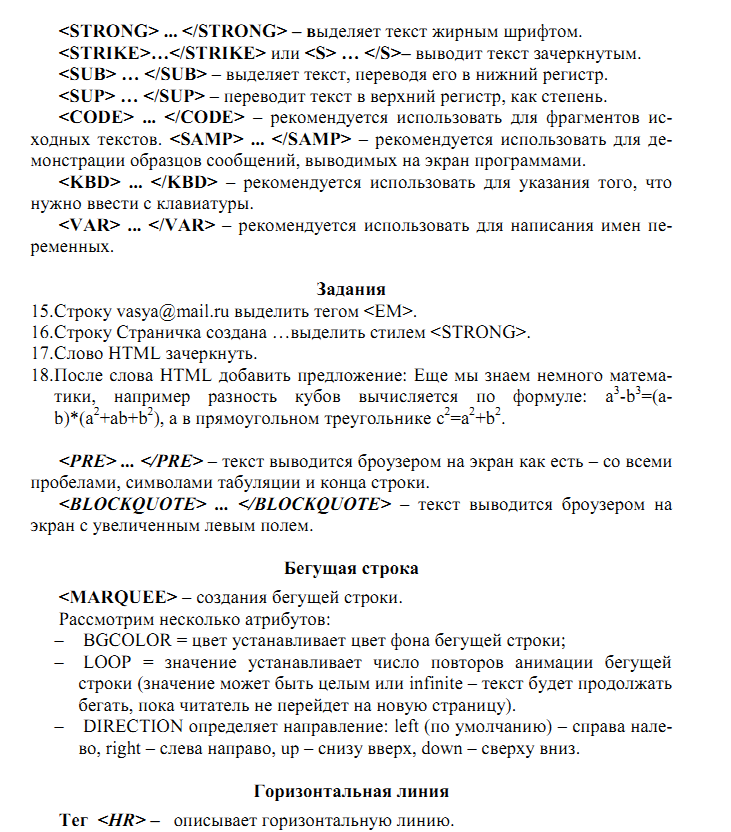 <STRONG> ... </STRONG> – выделяет текст жирным шрифтом.
<STRIKE>…</STRIKE> или <S> … </S>– выводит текст зачеркнутым.
<SUB> … </SUB> – выделяет текст, переводя его в нижний регистр.
<SUP> … </SUP> – переводит текст в верхний регистр, как степень.
<CODE> ... </CODE> – рекомендуется использовать для фрагментов ис-
ходных текстов. <SAMP> ... </SAMP> – рекомендуется использовать для де-
монстрации образцов сообщений, выводимых на экран программами.
<KBD> ... </KBD> – рекомендуется использовать для указания того, что
нужно ввести с клавиатуры.
<VAR> ... </VAR> – рекомендуется использовать для написания имен пе-
ременных.
Задания
15.Строку vasya@mail.ru выделить тегом <EM>.
16.Строку Страничка создана …выделить стилем <STRONG>.
17.Слово HTML зачеркнуть.
18.После слова HTML добавить предложение: Еще мы знаем немного матема-
тики, например разность кубов вычисляется по формуле: a³-b³=(a-
b)*(a²+ab+b²), а в прямоугольном треугольнике c²=a²+b².
<PRE> ... </PRE> – текст выводится броузером на экран как есть – со всеми
пробелами, символами табуляции и конца строки.
<BLOCKQUOTE> ... </BLOCKQUOTE> – текст выводится броузером на
экран с увеличенным левым полем.
Бегущая строка
<MARQUEE> – создания бегущей строки.
Рассмотрим несколько атрибутов:
– BGCOLOR = цвет устанавливает цвет фона бегущей строки;
– LOOP = значение устанавливает число повторов анимации бегущей
строки (значение может быть целым или infinite – текст будет продолжать
бегать, пока читатель не перейдет на новую страницу).
– DIRECTION определяет направление: left (по умолчанию) – справа нале-
во, right – слева направо, up – снизу вверх, down – сверху вниз.
Горизонтальная линия
Тег <HR> – описывает горизонтальную линию.